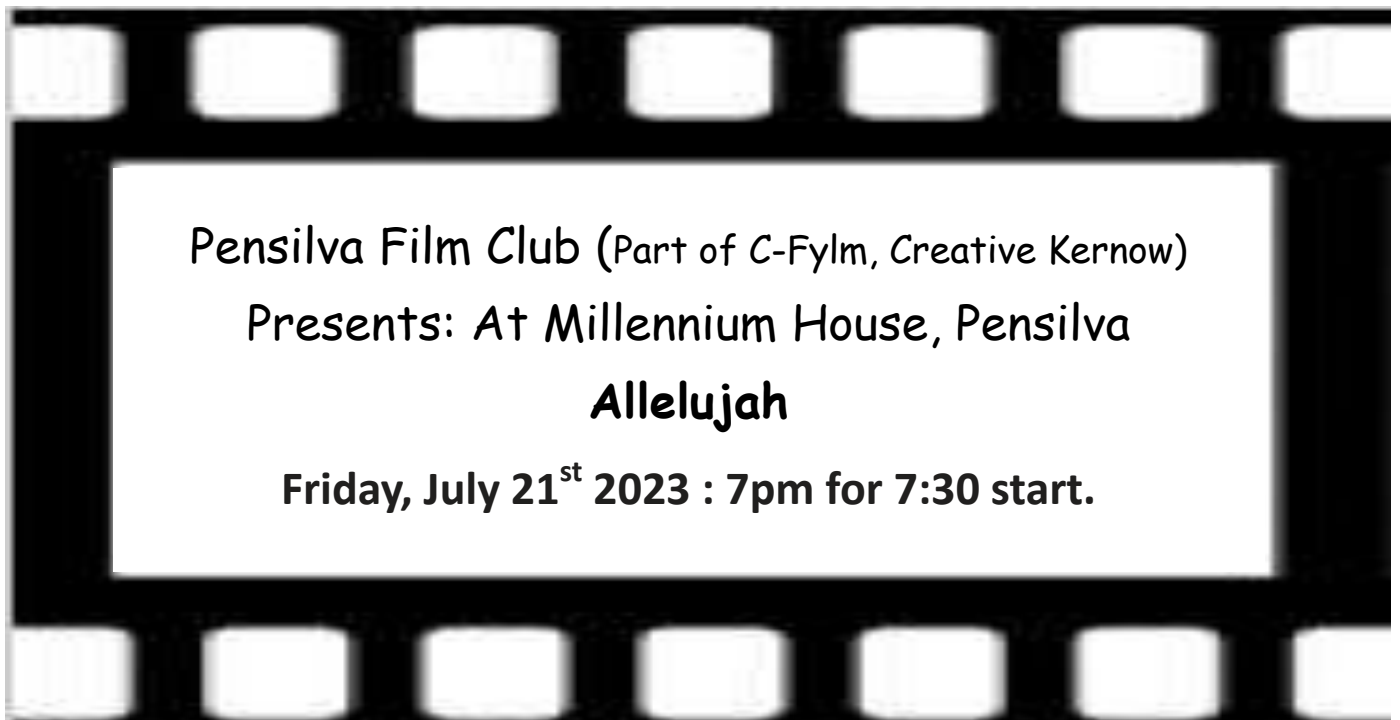 Pensilva Film Club (Part of C-Fylm, Creative Kernow)
Presents: At Millennium House, Pensilva
Allelujah
Friday, July 21st 2023 : 7pm for 7:30 start.